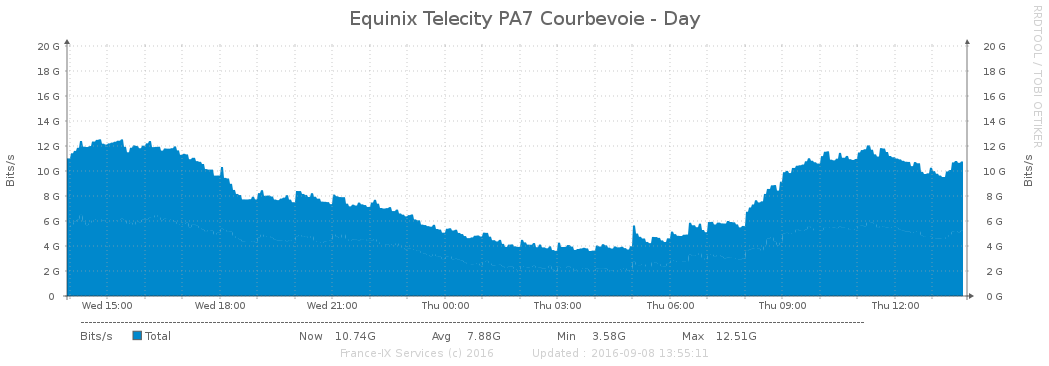 Equinix Telecity PA7 Courbevoie - Day
RRDTOOL / TOBI OETIKER
Bits/s
20 G
18 G
16 G
14 G
12 G
10 G
8 G
6 G
4 G
2 G
0
20 G
18 G
16 G
14 G
12 G
10 G
8 G
6 G
4 G
2 G
0 G
Bits/s
Wed 15:00 Wed 18:00 Wed 21:00 Thu 00:00 Thu 03:00 Thu 06:00 Thu 09:00 Thu 12:00
Bits/s Total Now 10.74G Avg 7.88G Min 3.58G Max 12.51G
France-IX Services (c) 2016 Updated : 2016-09-08 13:55:11